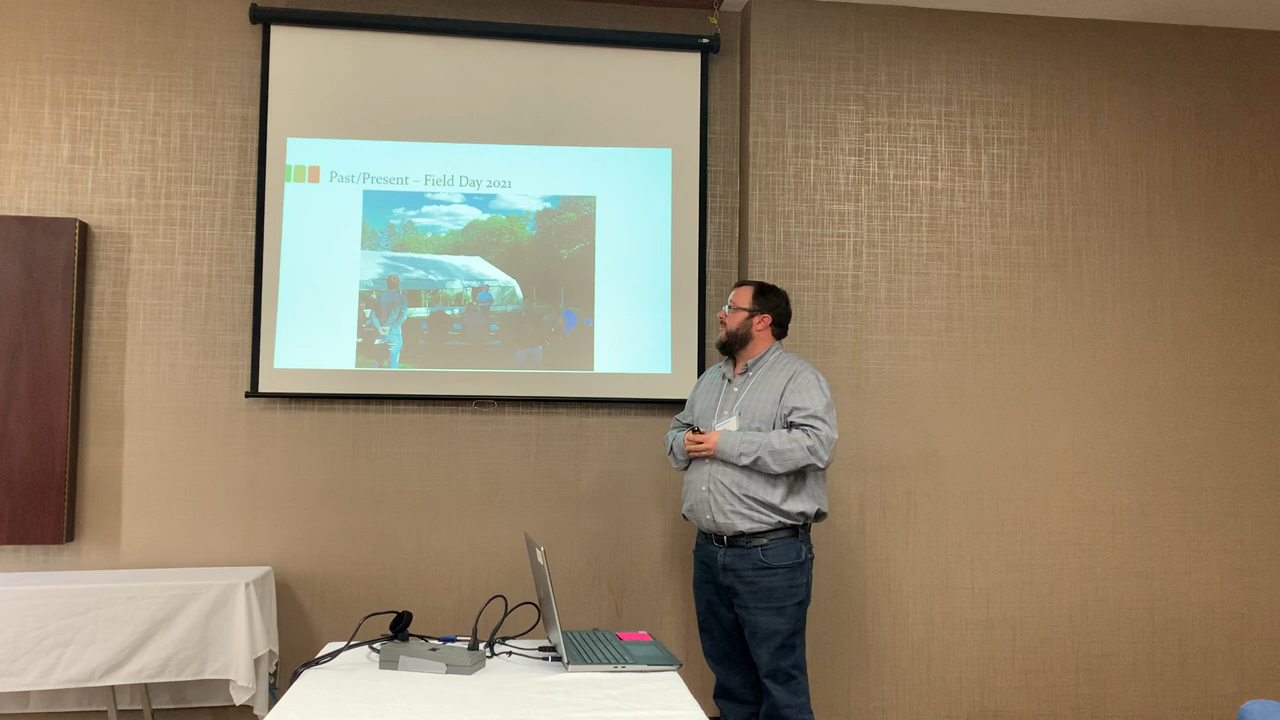 Past/Present – Field Day 2021